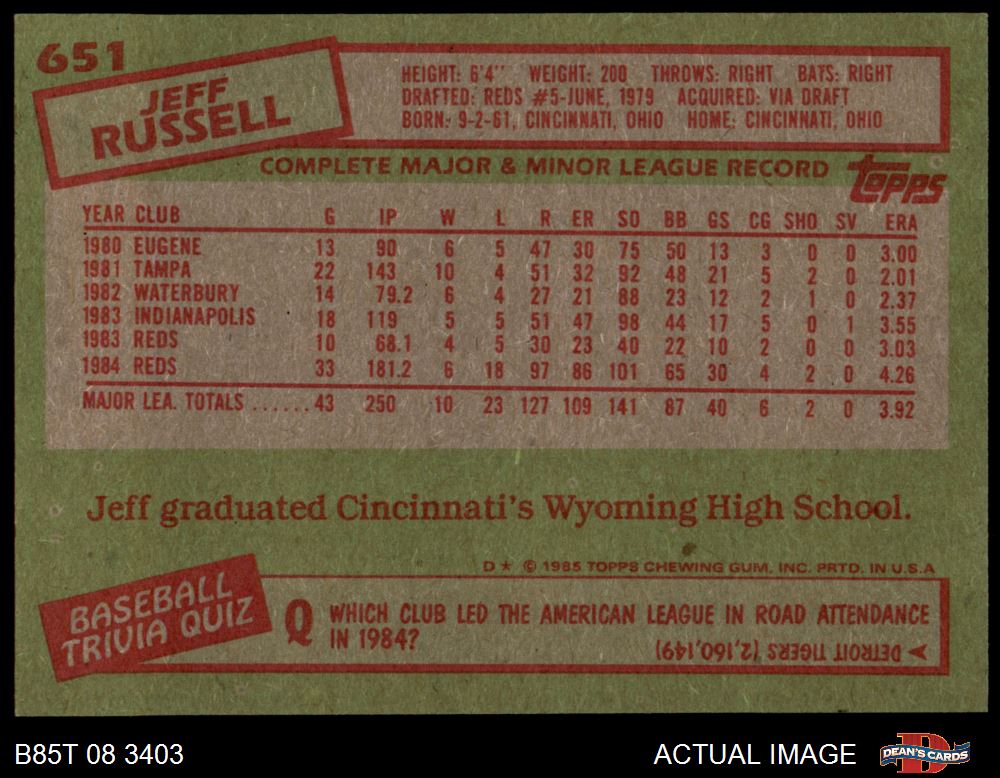 651
JEFF
RUSSELL
HEIGHT: 6'4" WEIGHT: 200 THROWS: RIGHT BATS: RIGHT
DRAFTED: REDS #5-JUNE, 1979 ACQUIRED: VIA DRAFT
BORN: 9-2-61, CINCINNATI, OHIO HOME: CINCINNATI, OHIO
COMPLETE MAJOR & MINOR LEAGUE RECORD
Topps
YEAR CLUB G IP W L R ER SO BB GS CG SHO SV ERA
1980 EUGENE 13 90 6 5 47 30 75 50 13 3 0 0 3.00
1981 TAMPA 22 143 10 4 51 32 92 48 21 5 2 0 2.01
1982 WATERBURY 14 79.2 6 4 27 21 88 23 12 2 1 0 2.37
1983 INDIANAPOLIS 18 119 5 5 51 47 98 44 17 5 0 1 3.55
1983 REDS 10 68.1 4 5 30 23 40 22 10 2 0 0 3.03
1984 REDS 33 181.2 6 18 97 86 101 65 30 4 2 0 4.26
MAJOR LEA. TOTALS ......43 250 10 23 127 109 141 87 40 6 2 0 3.92
Jeff graduated Cincinnati's Wyoming High School.
D★ © 1985 TOPPS CHEWING GUM, INC. PRTD. IN U.S.A
BASEBALL
TRIVIA QUIZ
Q WHICH CLUB LED THE AMERICAN LEAGUE IN ROAD ATTENDANCE
IN 1984?
DETROIT TIGERS (2,160,149)
B85T 08 3403
ACTUAL IMAGE
DEAN'S CARDS